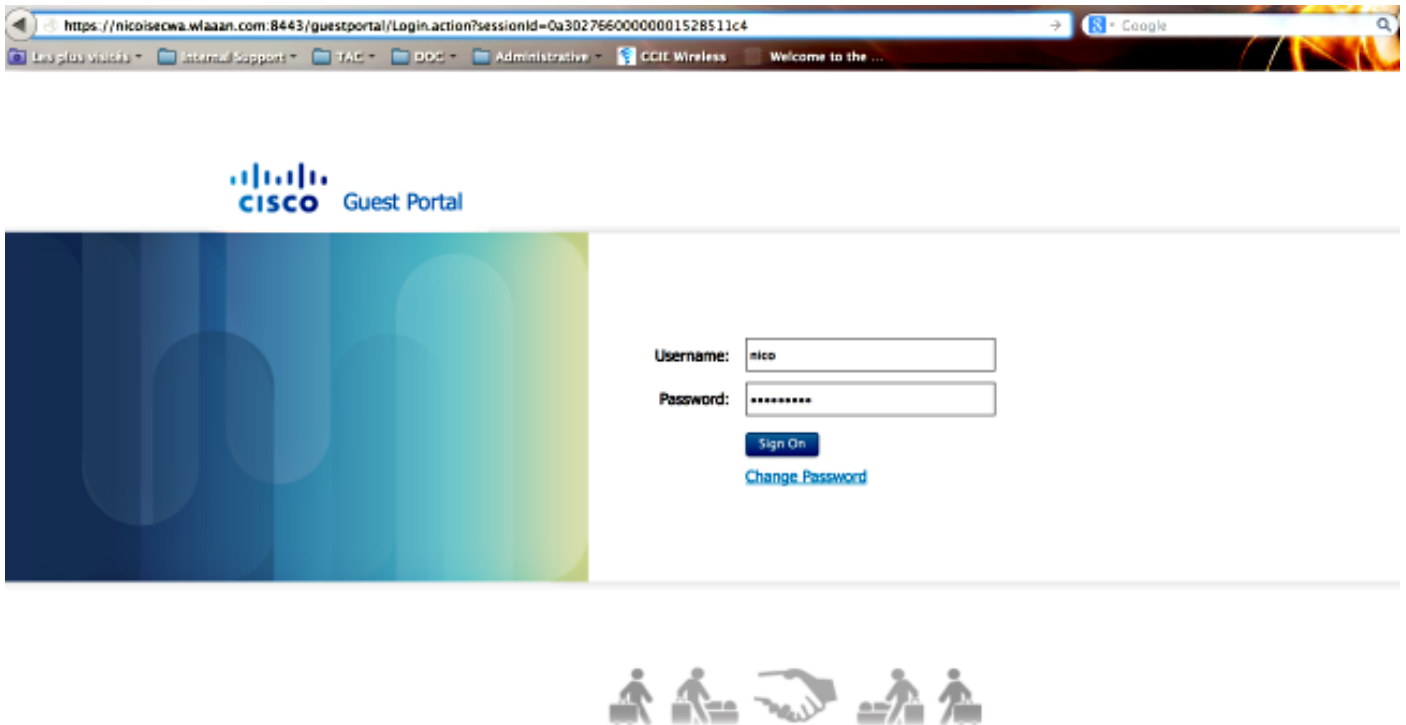 https://nicoisecwa.wlaaan.com:8443/guestportal/Login.action?sessionId=0a30276600000001528511c4
Google
Les plus visités
Internal Support
TAC
DOC
Administrative
CCIE Wireless
Welcome to the ...
CISCO Guest Portal
Username: nico
Password: •••••••••
Sign On
Change Password